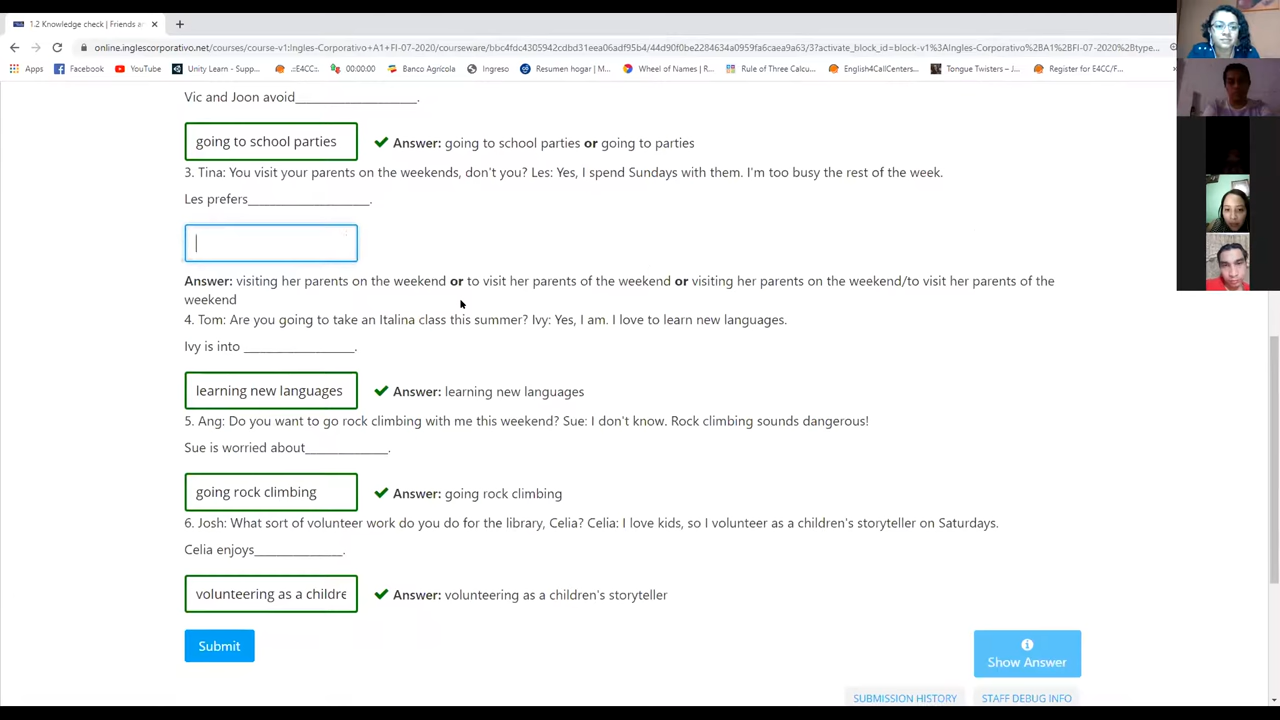 1.2 Knowledge check | Friends a
online.inglescorporativo.net/courses/course-v1:Ingles-Corporativo+A1+FI-07-2020/courseware/bbc4fdc4305942cdbd31eea06adf95b4/44d90f0be2284634a0959fa6caea9a63/3?activate_block_id=block-v1%3AIngles-Corporativo%2BA1%2BFI-07-2020%2Btype...
Apps Facebook YouTube Unity Learn - Supp... .::E4CC:. 00:00:00 Banco Agrícola Ingreso Resumen hogar | M... Wheel of Names | R... Rule of Three Calcu... English4CallCenters... Tongue Twisters – J... Register for E4CC/F...
Vic and Joon avoid____________________.
going to school parties Answer: going to school parties or going to parties
3. Tina: You visit your parents on the weekends, don't you? Les: Yes, I spend Sundays with them. I'm too busy the rest of the week.
Les prefers____________________.
Answer: visiting her parents on the weekend or to visit her parents of the weekend or visiting her parents on the weekend/to visit her parents of the
weekend
4. Tom: Are you going to take an Italina class this summer? Ivy: Yes, I am. I love to learn new languages.
Ivy is into __________________.
learning new languages Answer: learning new languages
5. Ang: Do you want to go rock climbing with me this weekend? Sue: I don't know. Rock climbing sounds dangerous!
Sue is worried about_____________.
going rock climbing Answer: going rock climbing
6. Josh: What sort of volunteer work do you do for the library, Celia? Celia: I love kids, so I volunteer as a children's storyteller on Saturdays.
Celia enjoys______________.
volunteering as a childre Answer: volunteering as a children's storyteller
Submit
Show Answer
SUBMISSION HISTORY STAFF DEBUG INFO